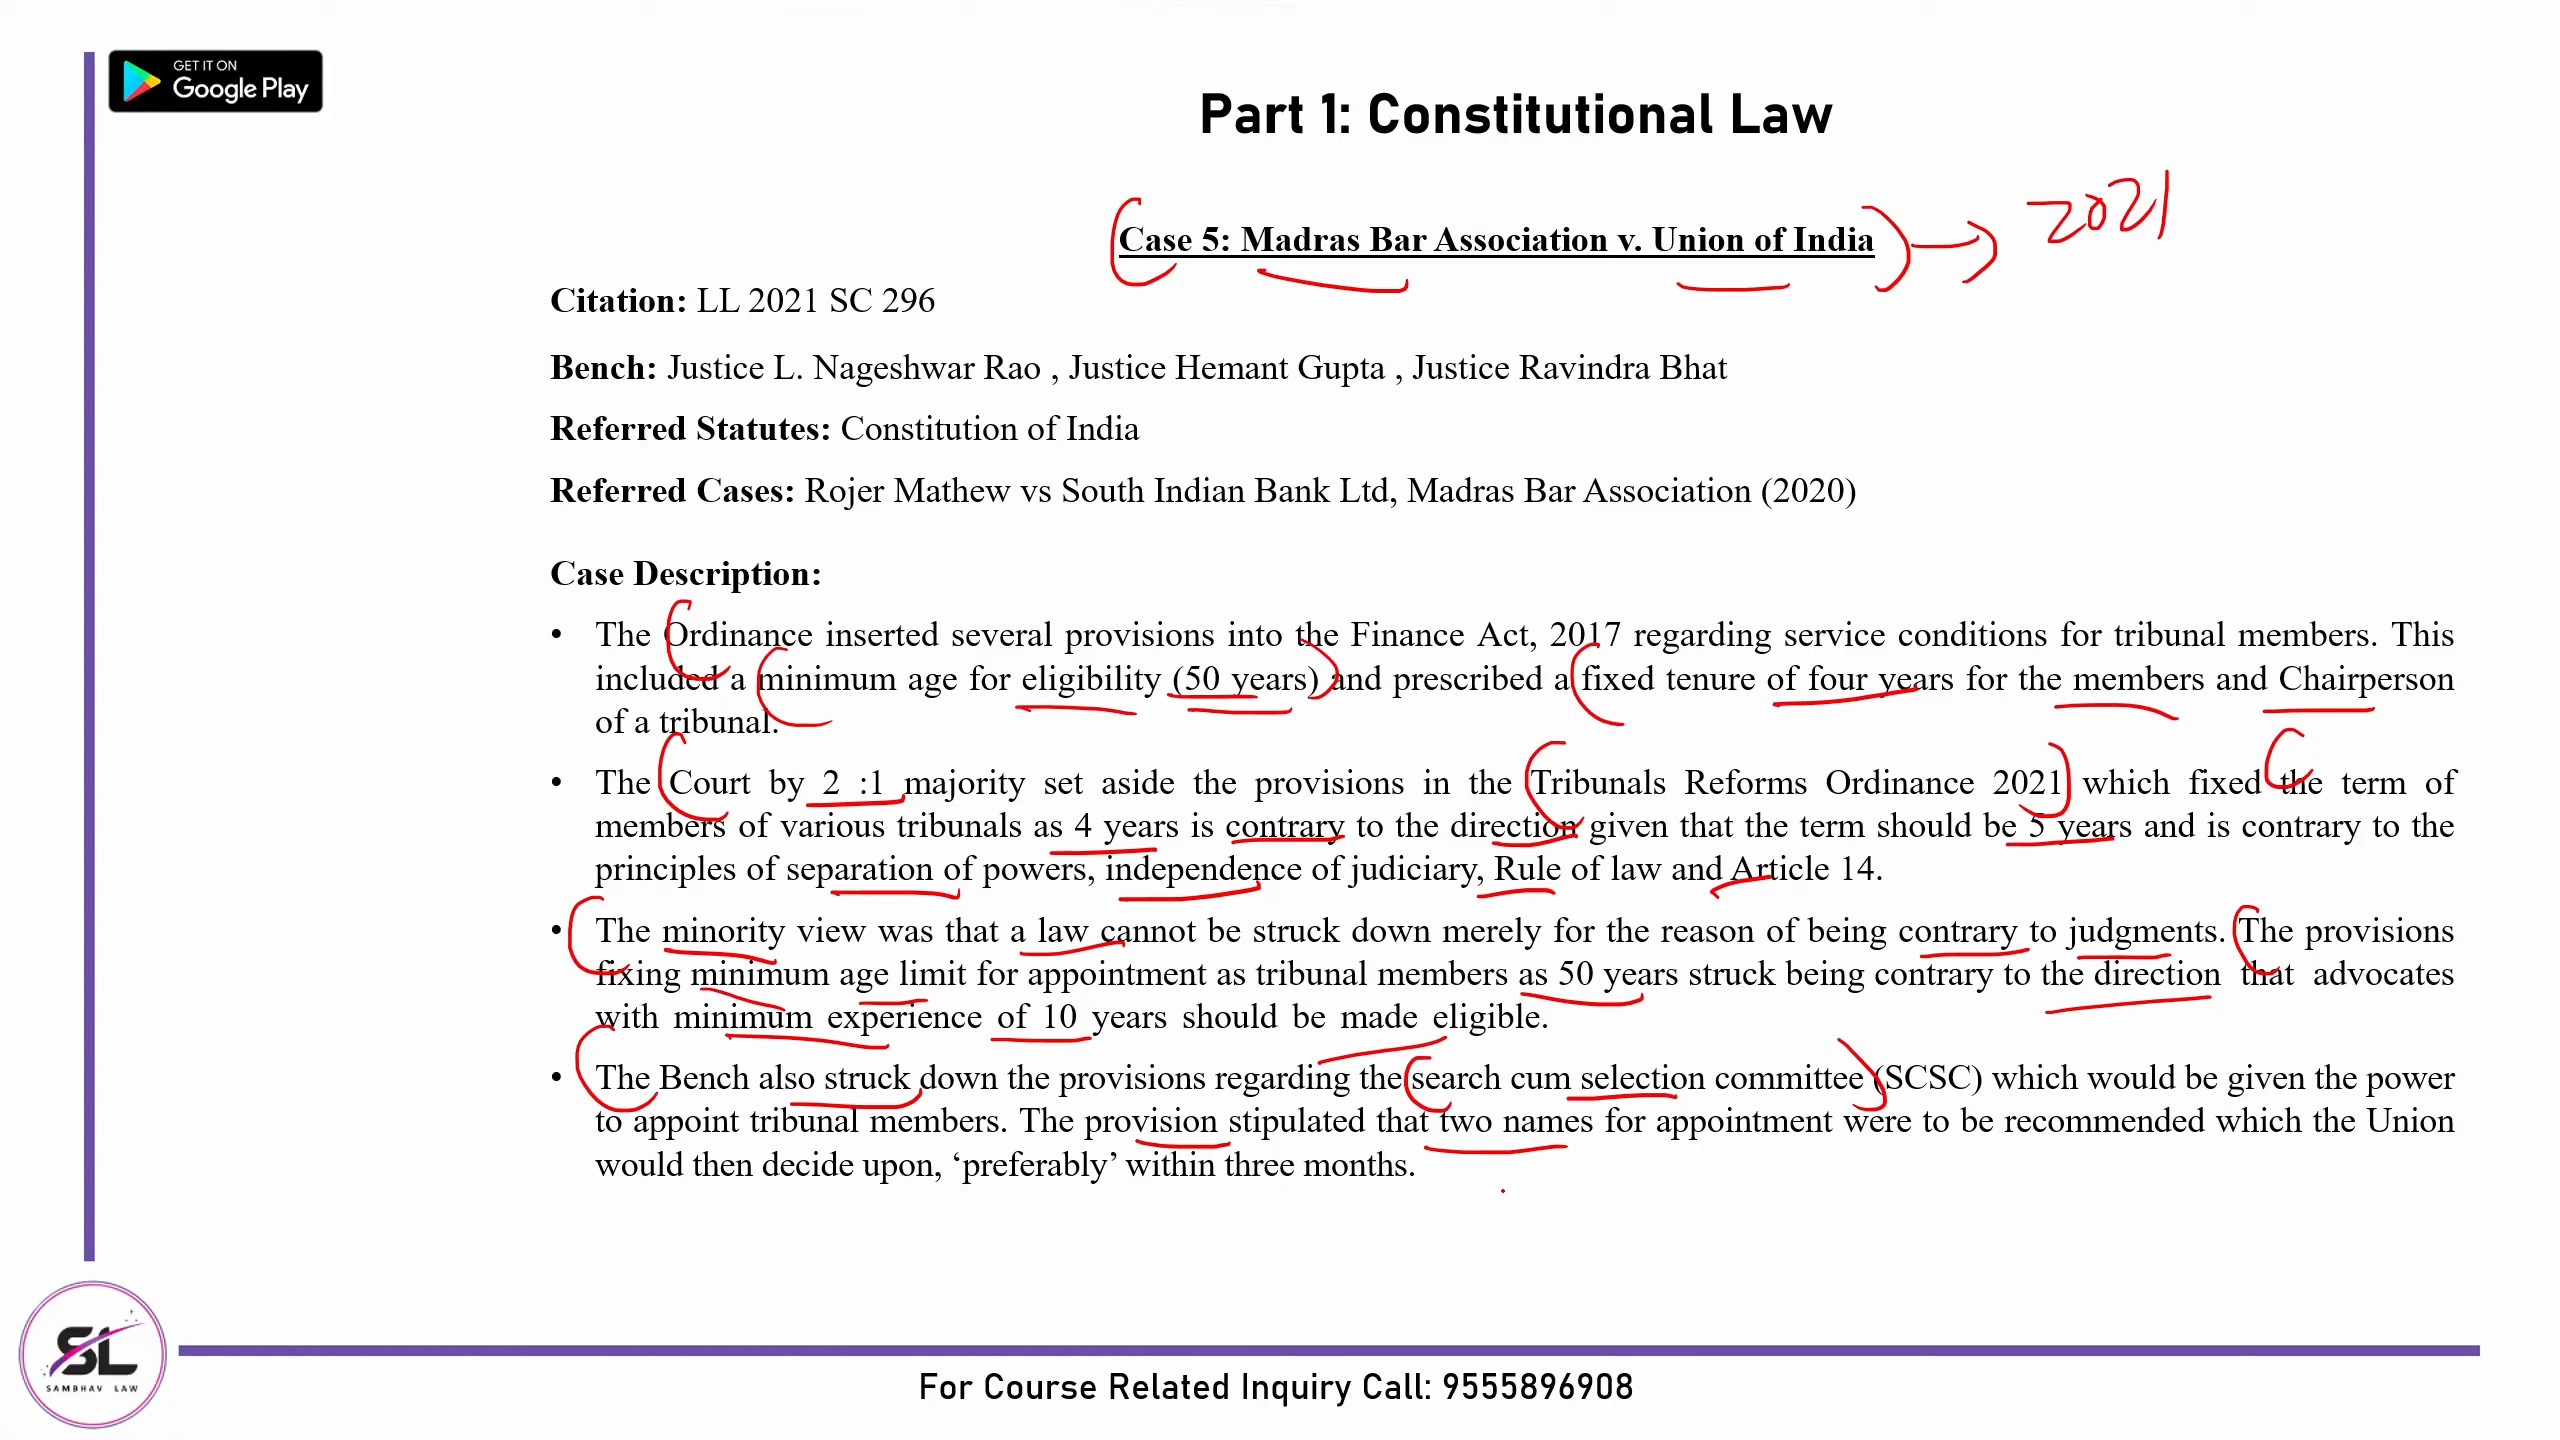 GET IT ON
Google Play
Part 1: Constitutional Law
2021
Case 5: Madras Bar Association v. Union of India
Citation: LL 2021 SC 296
Bench: Justice L. Nageshwar Rao , Justice Hemant Gupta , Justice Ravindra Bhat
Referred Statutes: Constitution of India
Referred Cases: Rojer Mathew vs South Indian Bank Ltd, Madras Bar Association (2020)
Case Description:
• The Ordinance inserted several provisions into the Finance Act, 2017 regarding service conditions for tribunal members. This
included a minimum age for eligibility (50 years) and prescribed a fixed tenure of four years for the members and Chairperson
of a tribunal.
• The Court by 2 :1 majority set aside the provisions in the Tribunals Reforms Ordinance 2021 which fixed the term of
members of various tribunals as 4 years is contrary to the direction given that the term should be 5 years and is contrary to the
principles of separation of powers, independence of judiciary, Rule of law and Article 14.
• The minority view was that a law cannot be struck down merely for the reason of being contrary to judgments. The provisions
fixing minimum age limit for appointment as tribunal members as 50 years struck being contrary to the direction that advocates
with minimum experience of 10 years should be made eligible.
• The Bench also struck down the provisions regarding the search cum selection committee (SCSC) which would be given the power
to appoint tribunal members. The provision stipulated that two names for appointment were to be recommended which the Union
would then decide upon, ‘preferably’ within three months.
SL
SAMBHAV LAW
For Course Related Inquiry Call: 9555896908